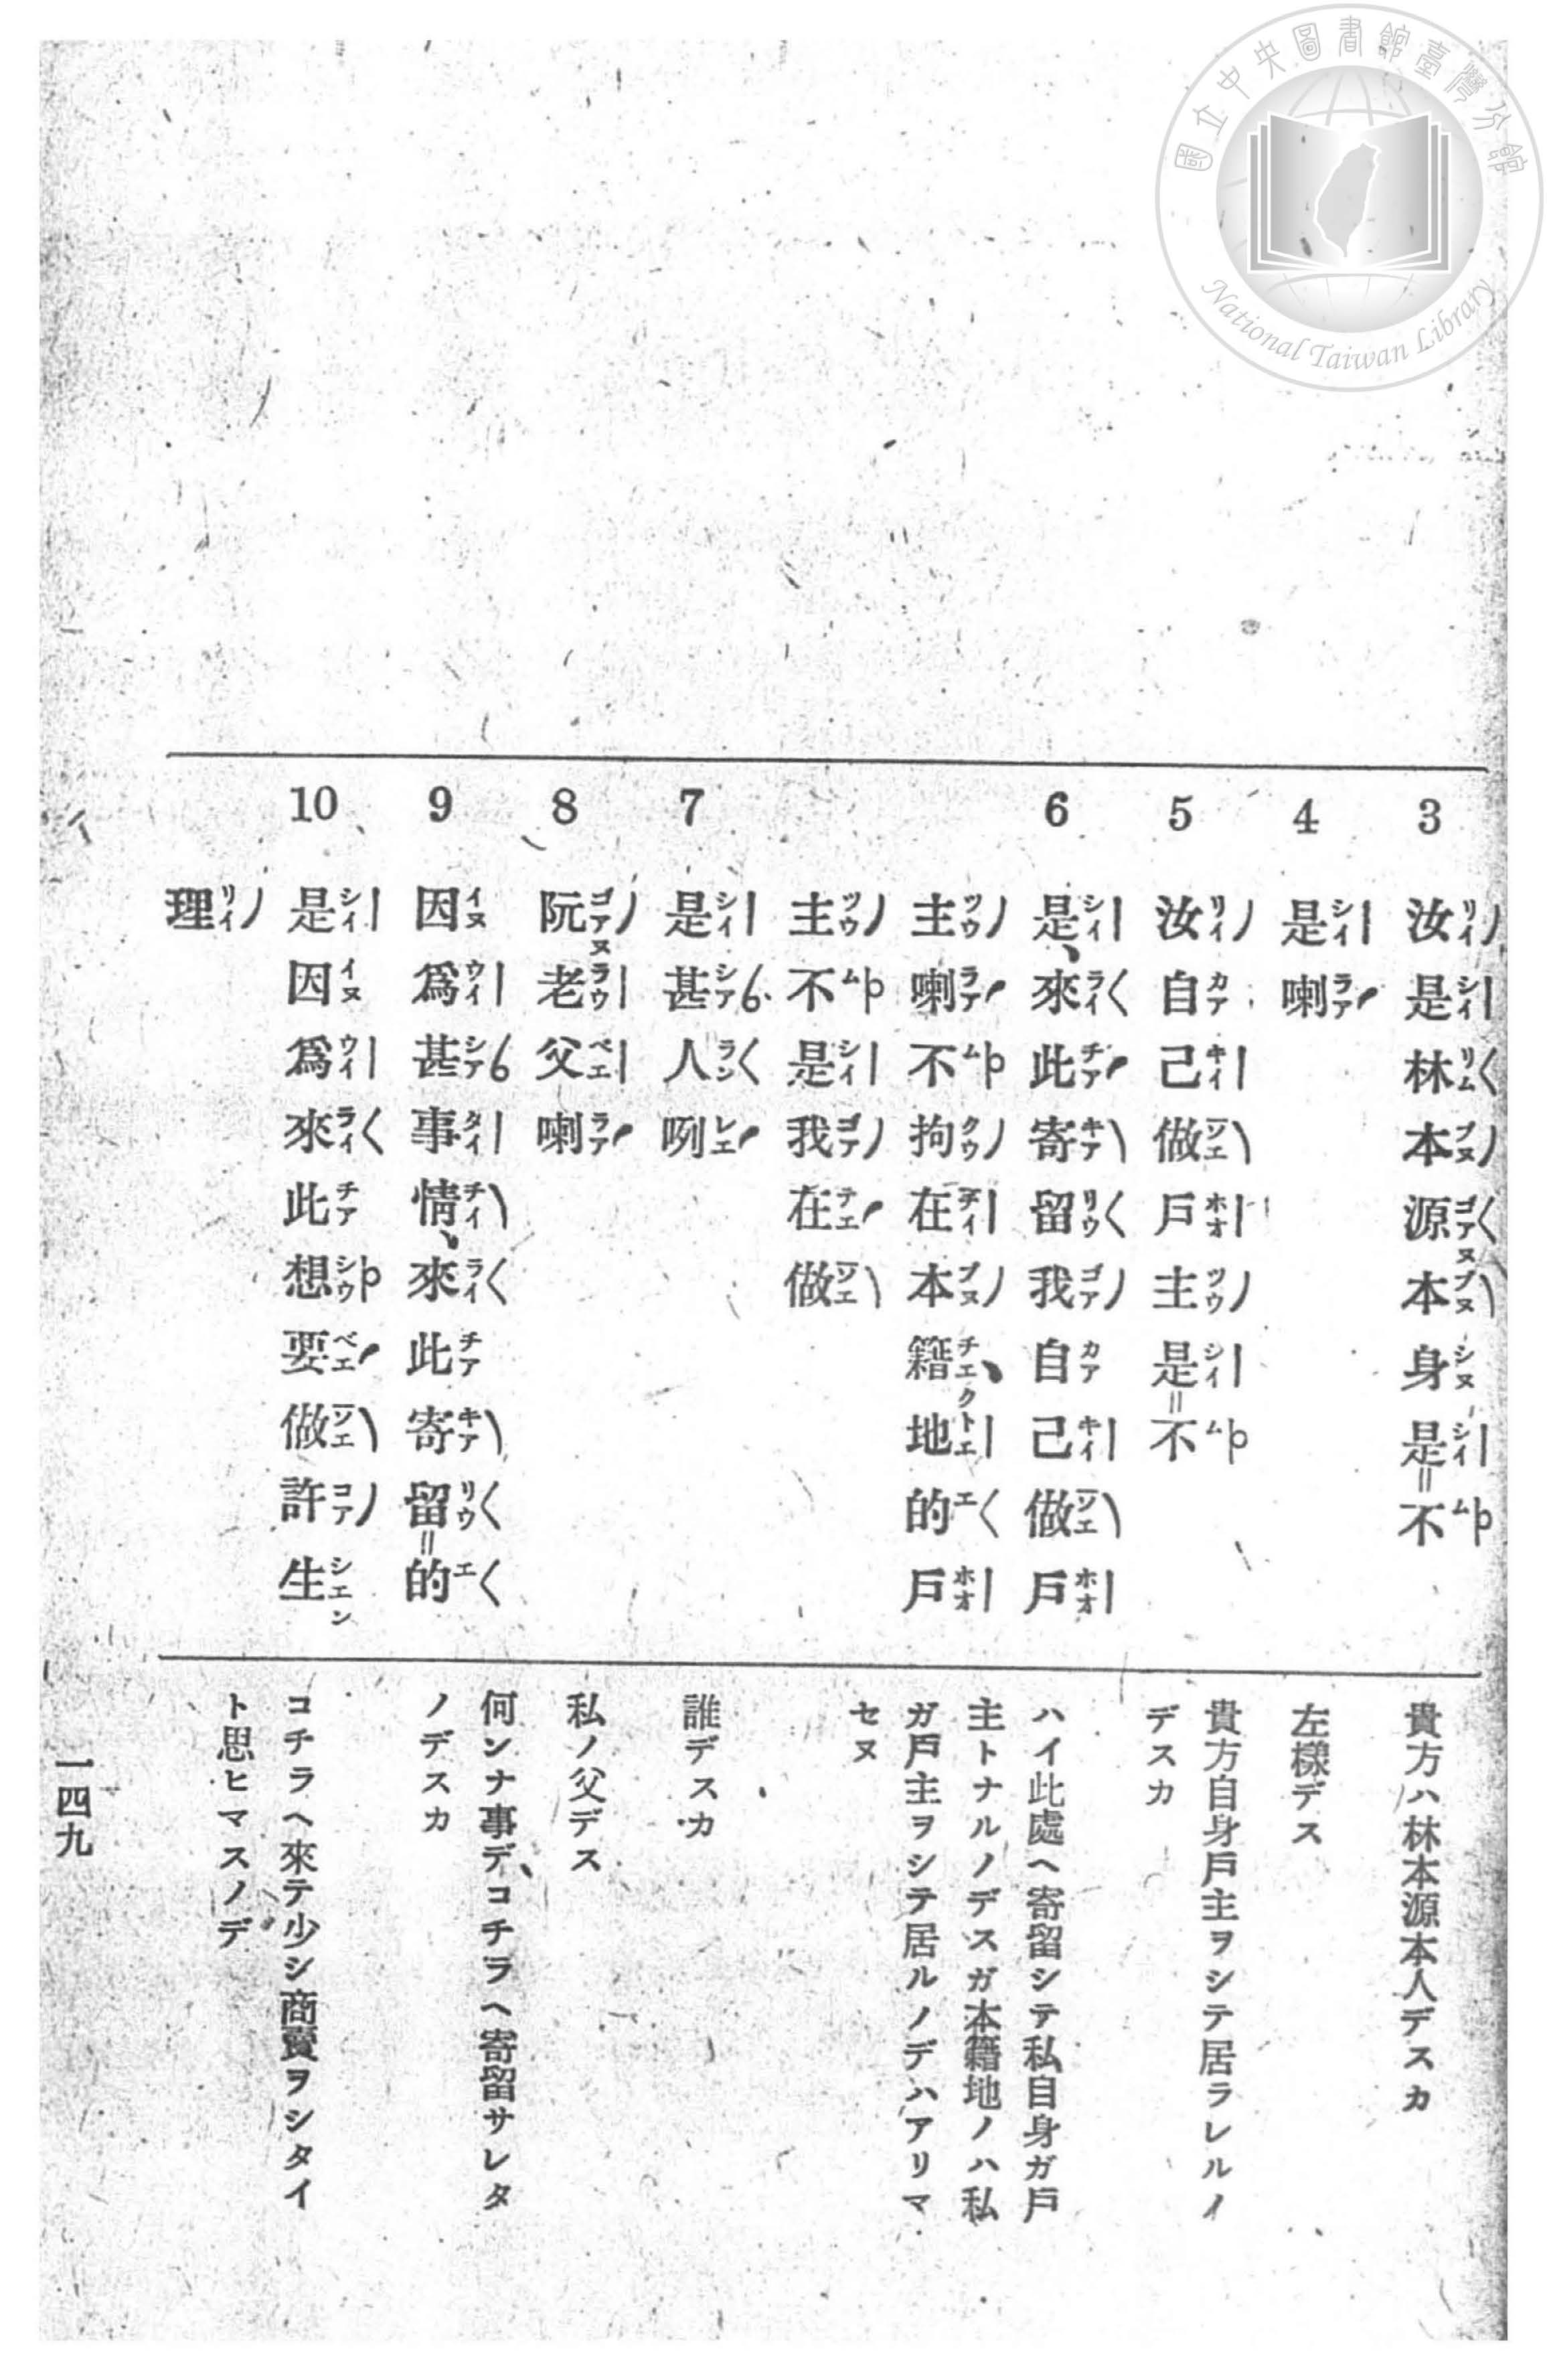 國立中央圖書館臺灣分館
National Taiwan Library
3 汝是林本源本身是=不
貴方ハ林本源本人デスカ
4 是喇
左樣デス
5 汝自己做戶主是=不
貴方自身戶主ヲシテ居ラレルノ
デスカ
6 是、來此寄留我自己做戶
主喇不拘在本籍地的戶
主不是我在做
ハイ此處ヘ寄留シテ私自身ガ戶
主トナルノデスガ本籍地ノハ私
ガ戶主ヲシテ居ルノデハアリマ
セヌ
7 是甚人咧
誰デスカ
8 阮老父喇
私ノ父デス
9 因爲甚事情、來此寄留=的
何ンナ事デコチラヘ寄留サレタ
ノデスカ
10 是因爲來此想要做許生
理
コチラヘ來テ少シ商賣ヲシタイ
ト思ヒマスノデ
一四九